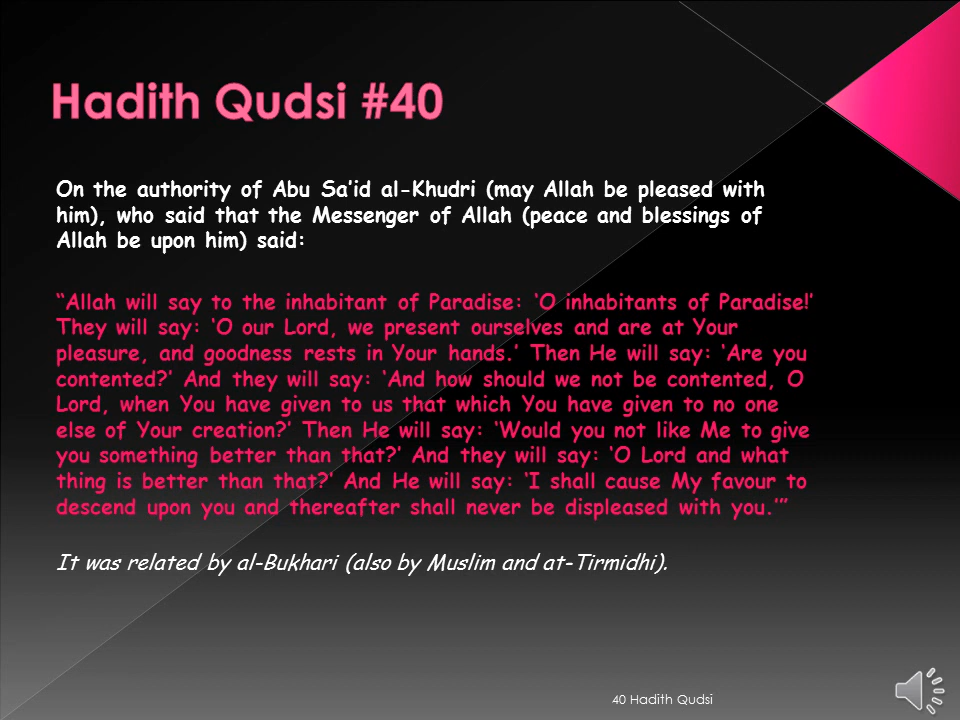 Hadith Qudsi #40
On the authority of Abu Sa’id al-Khudri (may Allah be pleased with
him), who said that the Messenger of Allah (peace and blessings of
Allah be upon him) said:
“Allah will say to the inhabitant of Paradise: ‘O inhabitants of Paradise!’
They will say: ‘O our Lord, we present ourselves and are at Your
pleasure, and goodness rests in Your hands.’ Then He will say: ‘Are you
contented?’ And they will say: ‘And how should we not be contented, O
Lord, when You have given to us that which You have given to no one
else of Your creation?’ Then He will say: ‘Would you not like Me to give
you something better than that?’ And they will say: ‘O Lord and what
thing is better than that?’ And He will say: ‘I shall cause My favour to
descend upon you and thereafter shall never be displeased with you.’”
It was related by al-Bukhari (also by Muslim and at-Tirmidhi).
40 Hadith Qudsi